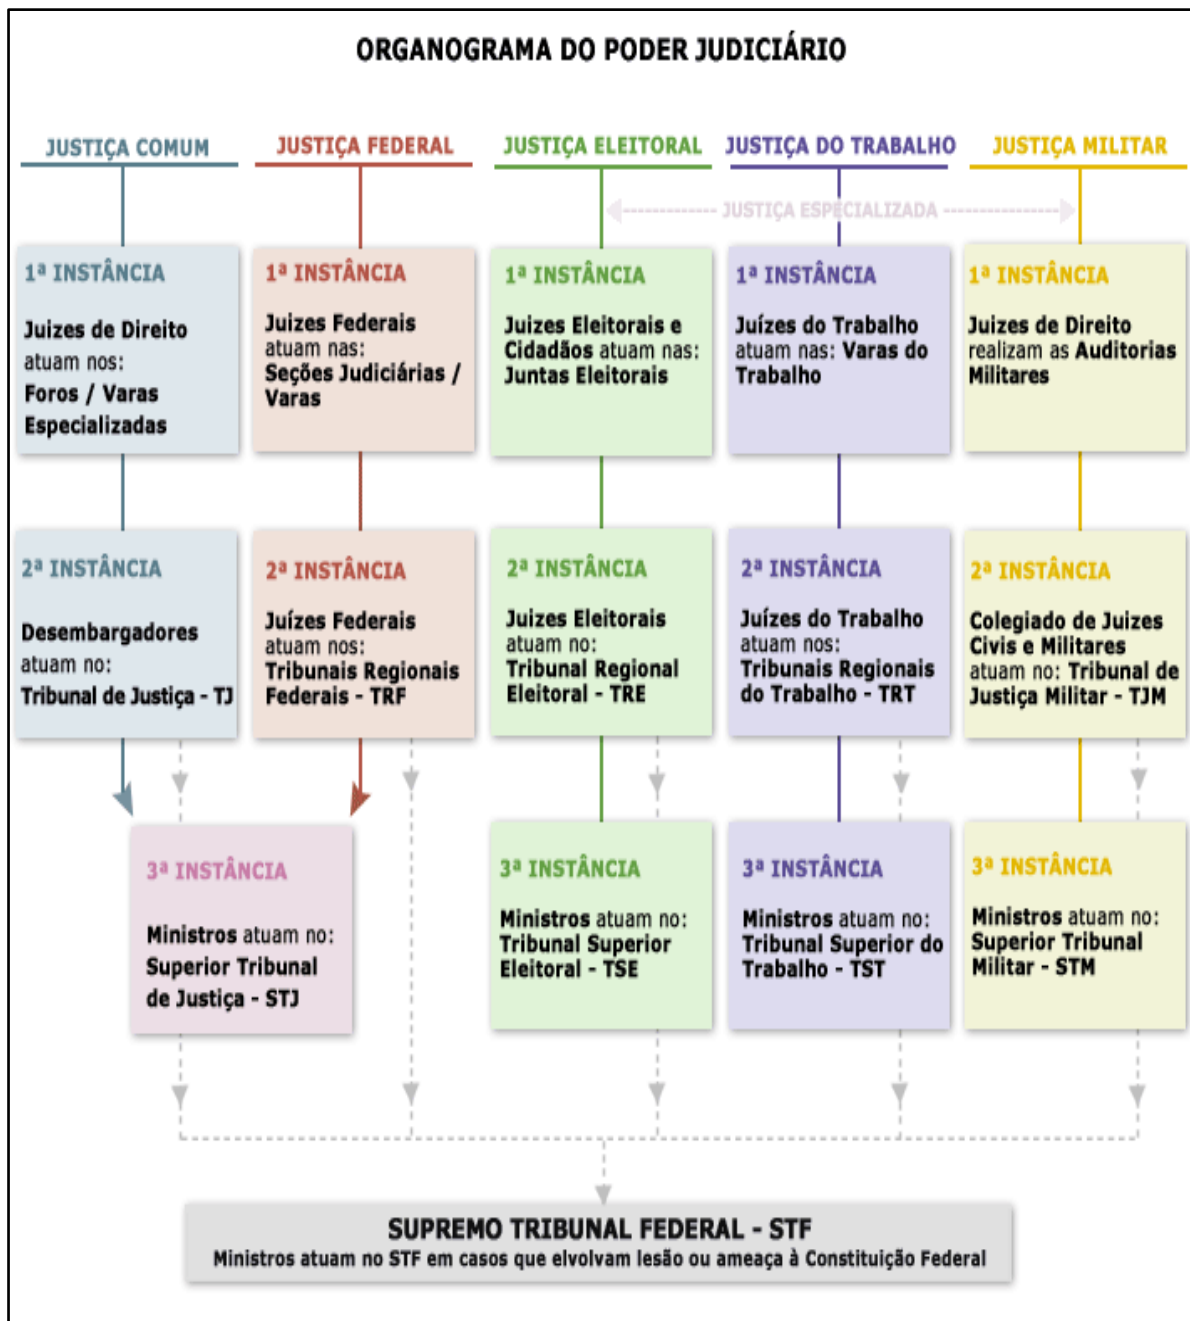 ORGANOGRAMA DO PODER JUDICIÁRIO
JUSTIÇA COMUM
JUSTIÇA FEDERAL
JUSTIÇA ELEITORAL
JUSTIÇA DO TRABALHO
JUSTIÇA MILITAR
JUSTIÇA ESPECIALIZADA
1ª INSTÂNCIA
Juizes de Direito
atuam nos:
Foros / Varas
Especializadas
1ª INSTÂNCIA
Juizes Federais
atuam nas:
Seções Judiciárias /
Varas
1ª INSTÂNCIA
Juizes Eleitorais e
Cidadãos atuam nas:
Juntas Eleitorais
1ª INSTÂNCIA
Juízes do Trabalho
atuam nas: Varas do
Trabalho
1ª INSTÂNCIA
Juizes de Direito
realizam as Auditorias
Militares
2ª INSTÂNCIA
Desembargadores
atuam no:
Tribunal de Justiça - TJ
2ª INSTÂNCIA
Juízes Federais
atuam nos:
Tribunais Regionais
Federais - TRF
2ª INSTÂNCIA
Juizes Eleitorais
atuam no:
Tribunal Regional
Eleitoral - TRE
2ª INSTÂNCIA
Juízes do Trabalho
atuam nos:
Tribunais Regionais
do Trabalho - TRT
2ª INSTÂNCIA
Colegiado de Juizes
Civis e Militares
atuam no: Tribunal de
Justiça Militar - TJM
3ª INSTÂNCIA
Ministros atuam no:
Superior Tribunal
de Justiça - STJ
3ª INSTÂNCIA
Ministros atuam no:
Tribunal Superior
Eleitoral - TSE
3ª INSTÂNCIA
Ministros atuam no:
Tribunal Superior do
Trabalho - TST
3ª INSTÂNCIA
Ministros atuam no:
Superior Tribunal
Militar - STM
SUPREMO TRIBUNAL FEDERAL - STF
Ministros atuam no STF em casos que elvolvam lesão ou ameaça à Constituição Federal